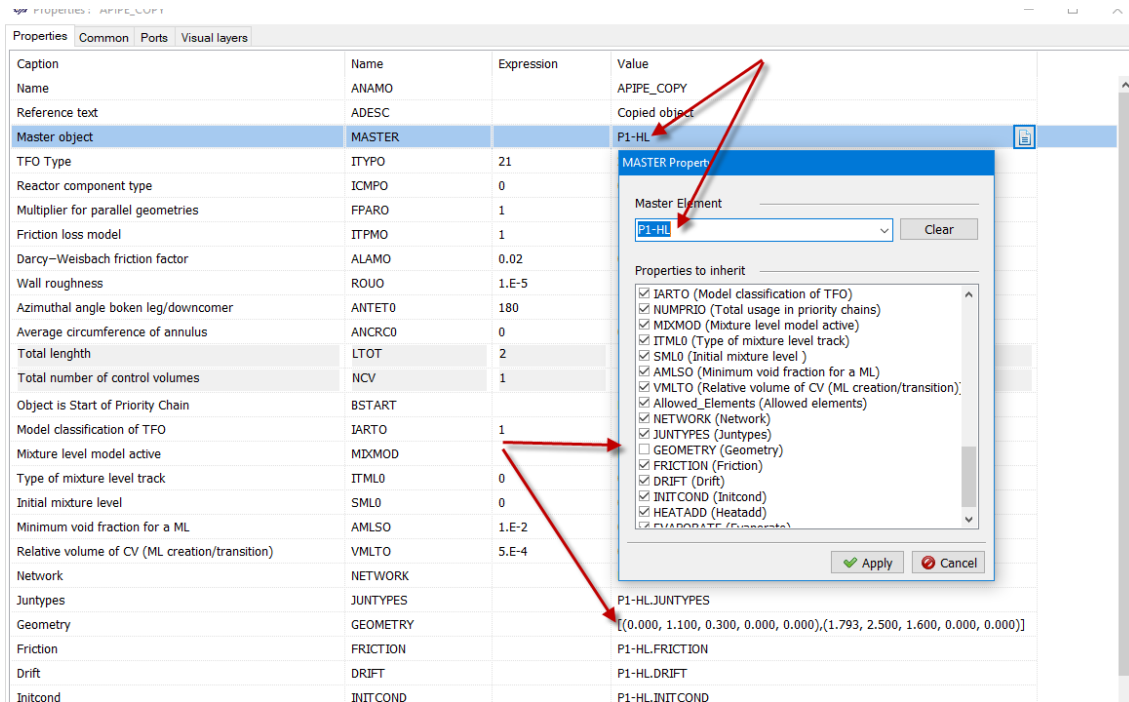 Properties : APIPE_COPY
Properties Common Ports Visual layers
Caption Name Expression Value
Name ANAMO APIPE_COPY
Reference text ADESC Copied object
Master object MASTER P1-HL
TFO Type ITYPO 21
Reactor component type ICMPO 0
Multiplier for parallel geometries FPARO 1
Friction loss model ITPMO 1
Darcy–Weisbach friction factor ALAMO 0.02
Wall roughness ROUO 1.E-5
Azimuthal angle boken leg/downcomer ANTET0 180
Average circumference of annulus ANCRC0 0
Total lenghth LTOT 2
Total number of control volumes NCV 1
Object is Start of Priority Chain BSTART
Model classification of TFO IARTO 1
Mixture level model active MIXMOD
Type of mixture level track ITML0 0
Initial mixture level SML0 0
Minimum void fraction for a ML AMLSO 1.E-2
Relative volume of CV (ML creation/transition) VMLTO 5.E-4
Network NETWORK
Juntypes JUNTYPES P1-HL.JUNTYPES
Geometry GEOMETRY [(0.000, 1.100, 0.300, 0.000, 0.000),(1.793, 2.500, 1.600, 0.000, 0.000)]
Friction FRICTION P1-HL.FRICTION
Drift DRIFT P1-HL.DRIFT
Initcond INITCOND P1-HL.INITCOND
MASTER Property
Master Element
P1-HL Clear
Properties to inherit
IARTO (Model classification of TFO)
NUMPRIO (Total usage in priority chains)
MIXMOD (Mixture level model active)
ITML0 (Type of mixture level track)
SML0 (Initial mixture level )
AMLSO (Minimum void fraction for a ML)
VMLTO (Relative volume of CV (ML creation/transition))
Allowed_Elements (Allowed elements)
NETWORK (Network)
JUNTYPES (Juntypes)
GEOMETRY (Geometry)
FRICTION (Friction)
DRIFT (Drift)
INITCOND (Initcond)
HEATADD (Heatadd)
EVAPORATE (Evaporate)
Apply Cancel